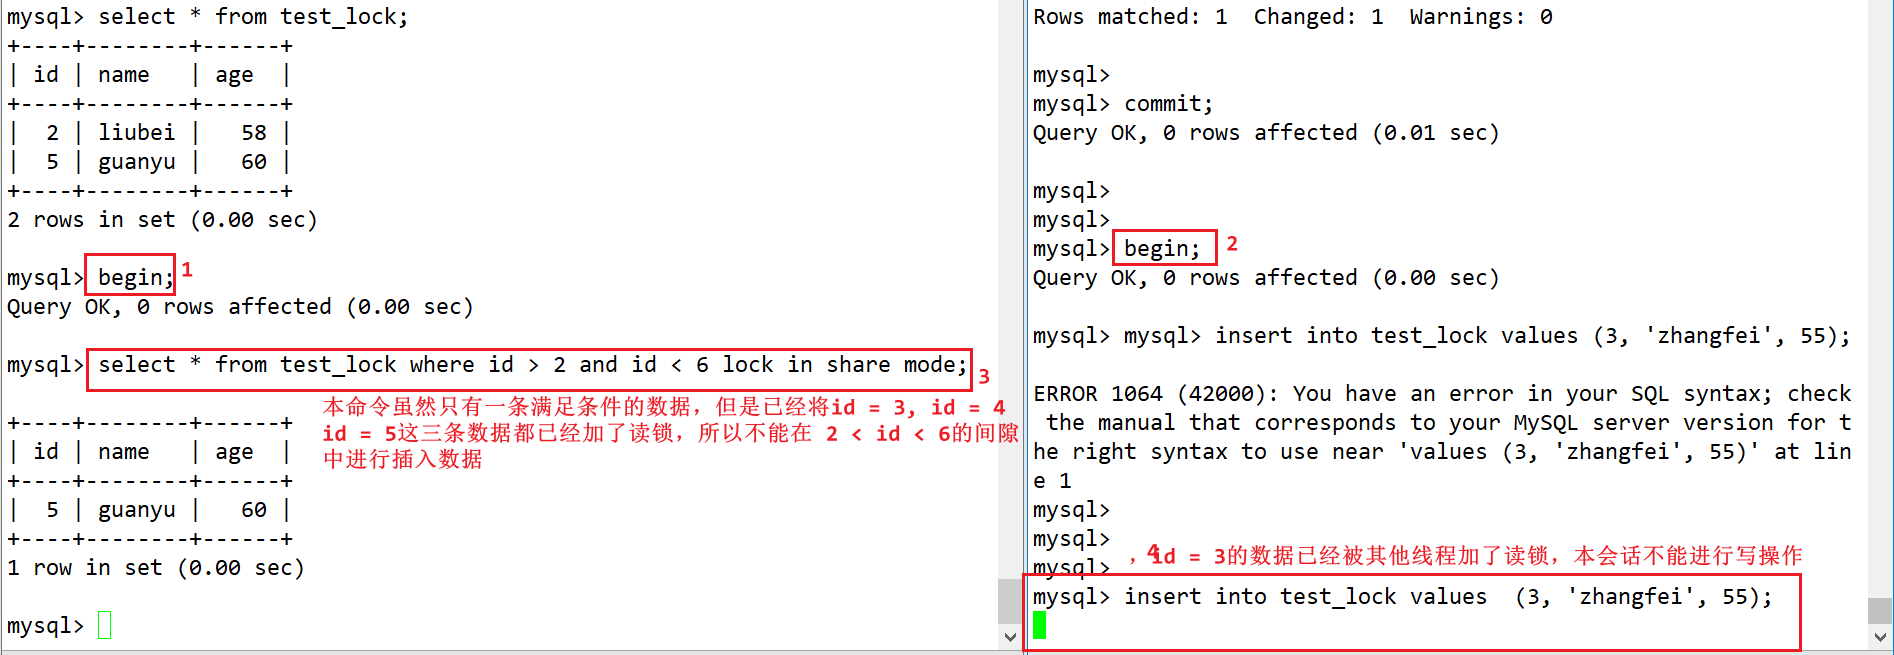 mysql> select * from test_lock;
+----+--------+------+
| id | name   | age  |
+----+--------+------+
|  2 | liubei |   58 |
|  5 | guanyu |   60 |
+----+--------+------+
2 rows in set (0.00 sec)
mysql> begin; 1
Query OK, 0 rows affected (0.00 sec)
mysql> select * from test_lock where id > 2 and id < 6 lock in share mode; 3
本命令虽然只有一条满足条件的数据，但是已经将id = 3, id = 4
id = 5这三条数据都已经加了读锁，所以不能在 2 < id < 6的间隙
中进行插入数据
+----+--------+------+
| id | name   | age  |
+----+--------+------+
|  5 | guanyu |   60 |
+----+--------+------+
1 row in set (0.00 sec)
mysql>
Rows matched: 1  Changed: 1  Warnings: 0
mysql>
mysql> commit;
Query OK, 0 rows affected (0.01 sec)
mysql>
mysql>
mysql> begin; 2
Query OK, 0 rows affected (0.00 sec)
mysql> mysql> insert into test_lock values (3, 'zhangfei', 55);
ERROR 1064 (42000): You have an error in your SQL syntax; check
 the manual that corresponds to your MySQL server version for t
he right syntax to use near 'values (3, 'zhangfei', 55)' at lin
e 1
mysql>
mysql>
4
，id = 3的数据已经被其他线程加了读锁，本会话不能进行写操作
mysql>
mysql> insert into test_lock values  (3, 'zhangfei', 55);